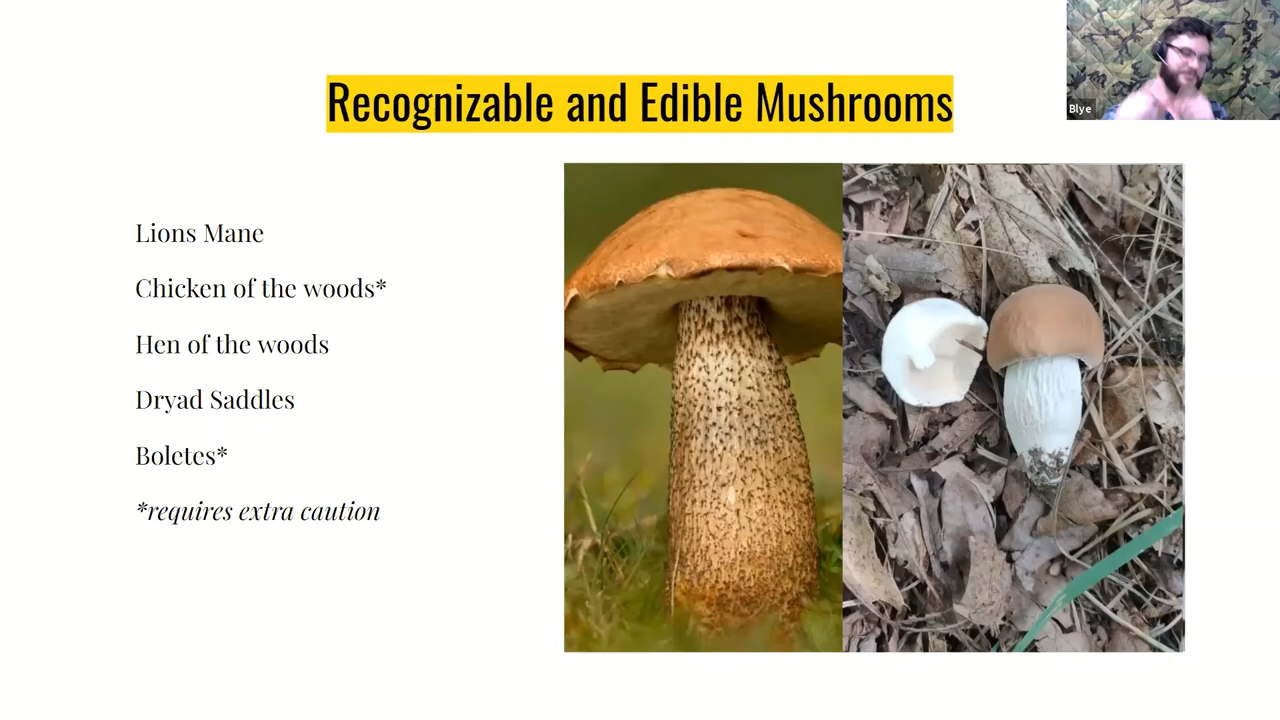 Recognizable and Edible Mushrooms
Blye
Lions Mane
Chicken of the woods*
Hen of the woods
Dryad Saddles
Boletes*
*requires extra caution